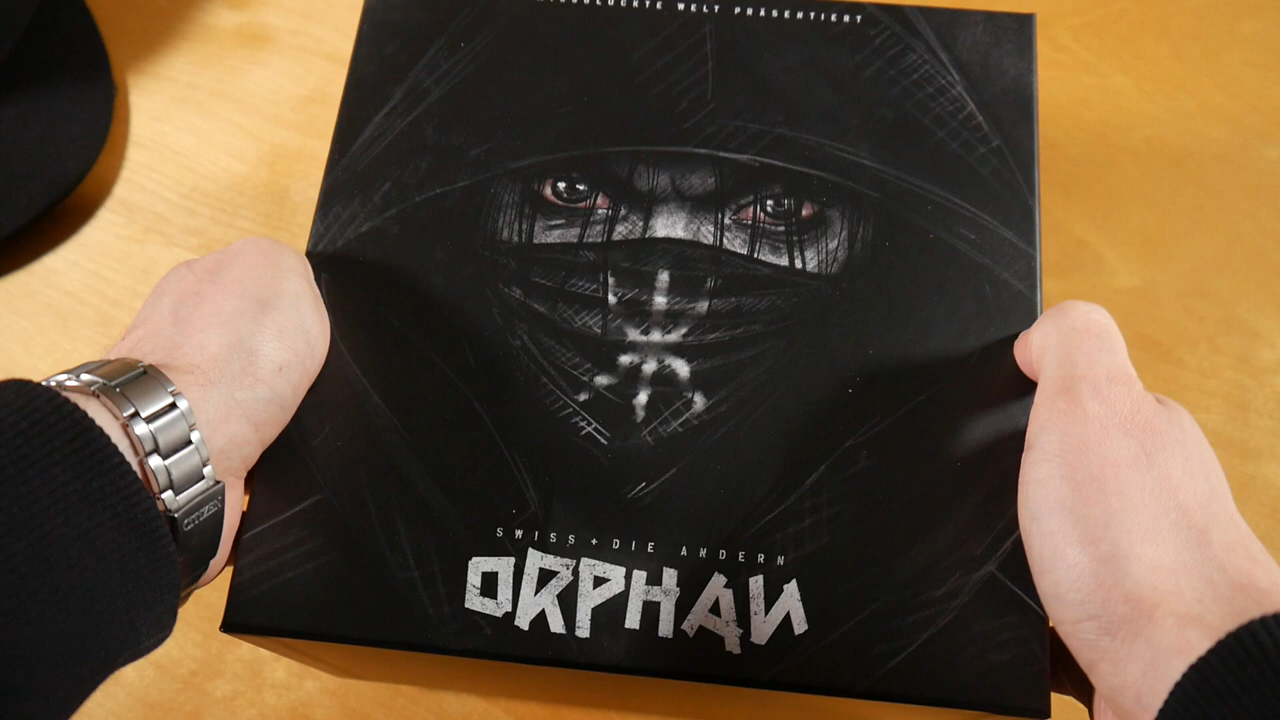 WELT PRÄSENTIERT
SWISS + DIE ANDERN
ORPHAN
CITIZEN